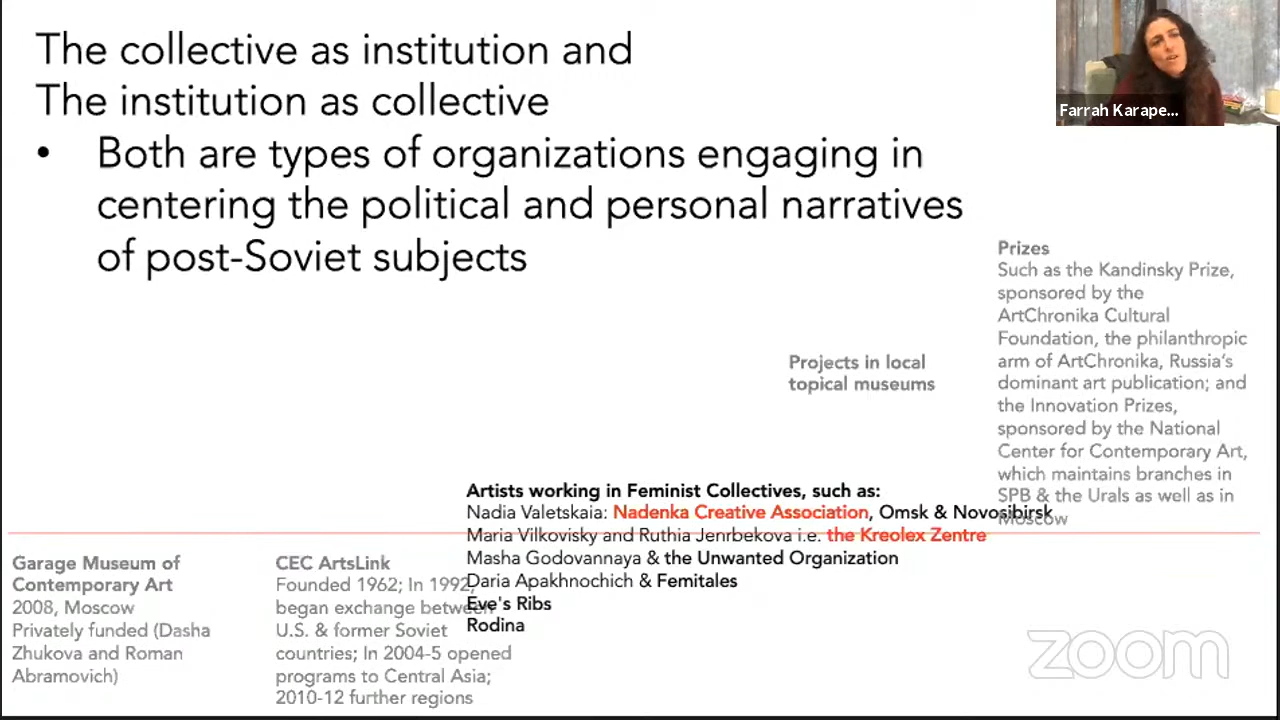 The collective as institution and
The institution as collective
• Both are types of organizations engaging in
centering the political and personal narratives
of post-Soviet subjects
Farrah Karape...
Prizes
Such as the Kandinsky Prize,
sponsored by the
ArtChronika Cultural
Foundation, the philanthropic
arm of ArtChronika, Russia's
dominant art publication; and
the Innovation Prizes,
sponsored by the National
Center for Contemporary Art,
which maintains branches in
SPB & the Urals as well as in
Moscow
Projects in local
topical museums
Artists working in Feminist Collectives, such as:
Nadia Valetskaia: Nadenka Creative Association, Omsk & Novosibirsk
Maria Vilkovisky and Ruthia Jenrbekova i.e. the Kreolex Zentre
Masha Godovannaya & the Unwanted Organization
Daria Apakhnochich & Femitales
Eve's Ribs
Rodina
Garage Museum of
Contemporary Art
2008, Moscow
Privately funded (Dasha
Zhukova and Roman
Abramovich)
CEC ArtsLink
Founded 1962; In 1992,
began exchange between
U.S. & former Soviet
countries; In 2004-5 opened
programs to Central Asia;
2010-12 further regions
zoom